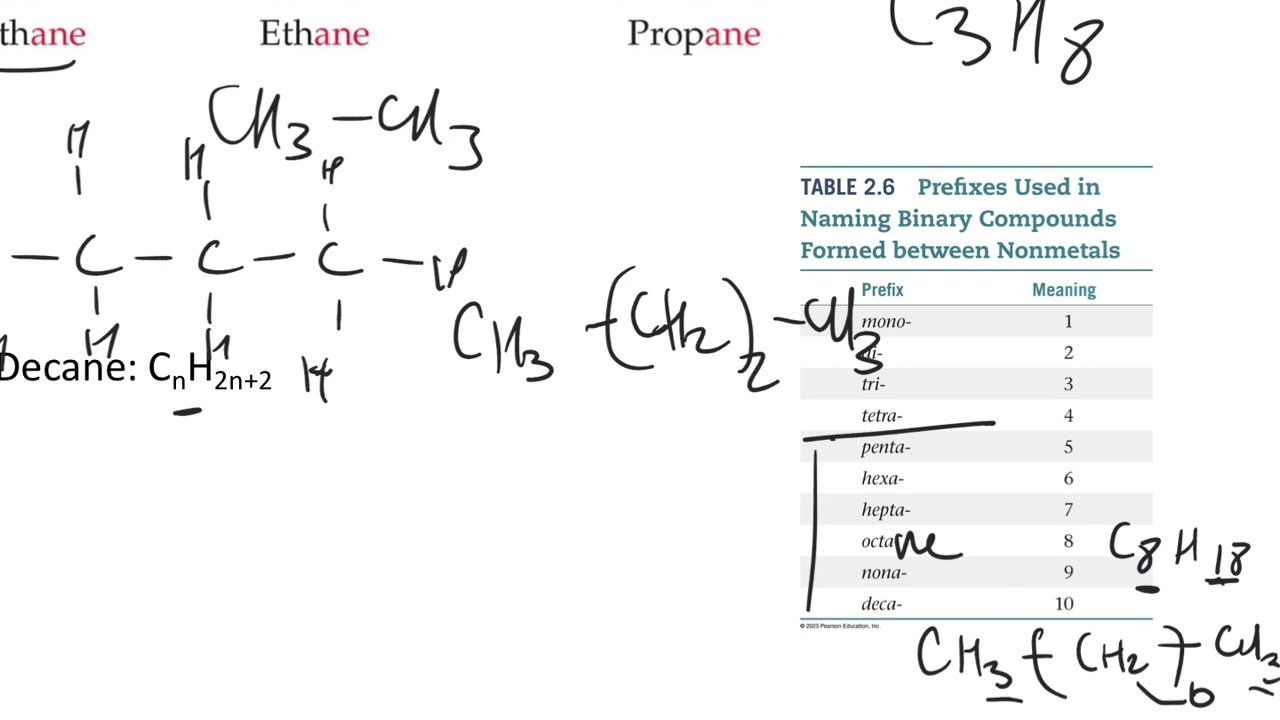 thane Ethane Propane C3H8
CH3 – CH3
H H H
– C – C – C – H
H H H
CH3 –(CH2)2 –CH3
Decane: CnH2n+2
TABLE 2.6 Prefixes Used in
Naming Binary Compounds
Formed between Nonmetals
Prefix Meaning
mono- 1
di- 2
tri- 3
tetra- 4
penta- 5
hexa- 6
hepta- 7
octane 8 C8H18
nona- 9
deca- 10
© 2023 Pearson Education, Inc.
CH3 –(CH2)–6 CH3